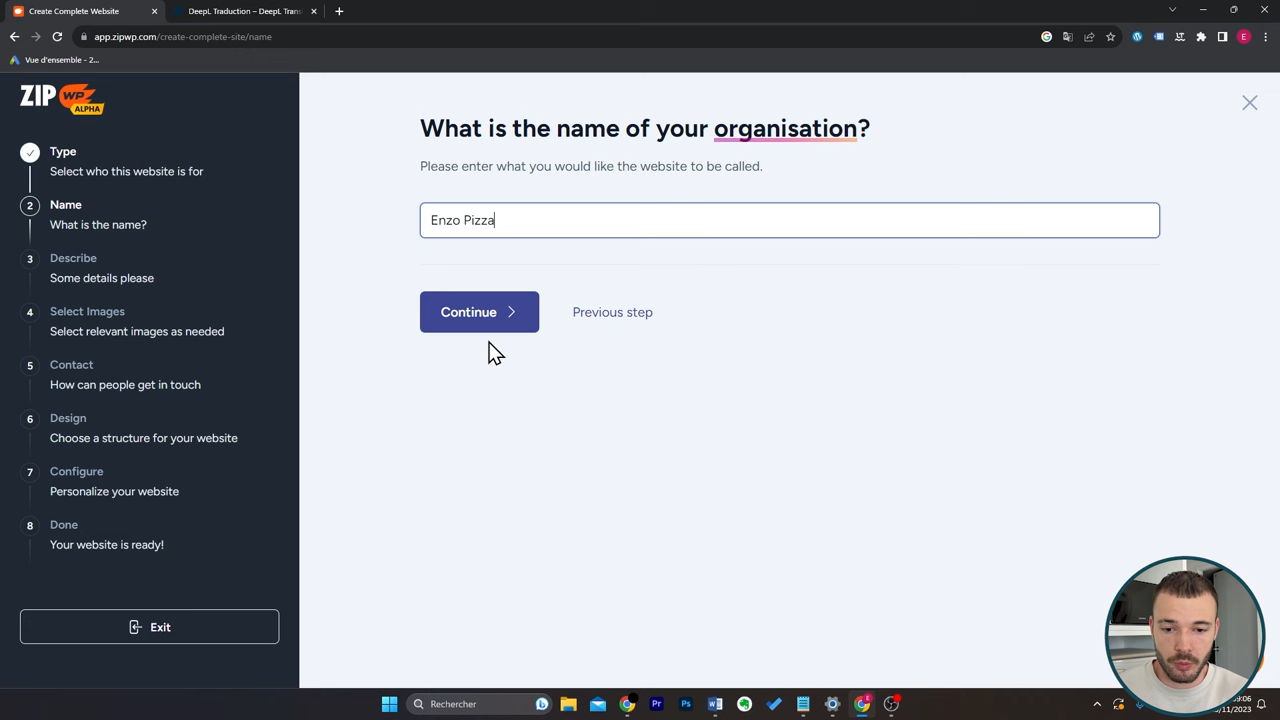 Create Complete Website
DeepL Traduction – DeepL Tran
app.zipwp.com/create-complete-site/name
E
Vue d'ensemble - 2...
ZIP WP ALPHA
Type
Select who this website is for
2 Name
What is the name?
3 Describe
Some details please
4 Select Images
Select relevant images as needed
5 Contact
How can people get in touch
6 Design
Choose a structure for your website
7 Configure
Personalize your website
8 Done
Your website is ready!
Exit
What is the name of your organisation?
Please enter what you would like the website to be called.
Enzo Pizza
Continue
Previous step
Rechercher
Pr
Ps